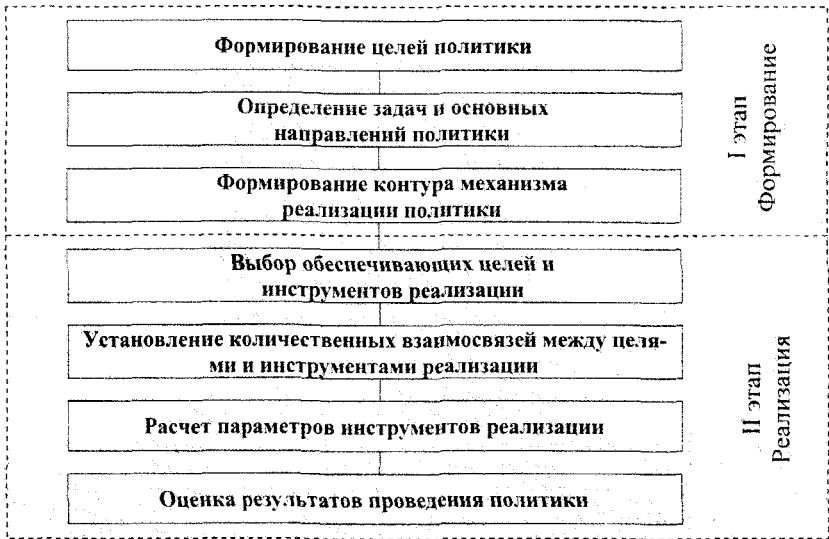 Формирование целей политики
Определение задач и основных
направлений политики
Формирование контура механизма
реализации политики
I этап
Формирование
Выбор обеспечивающих целей и
инструментов реализации
Установление количественных взаимосвязей между целя-
ми и инструментами реализации
Расчет параметров инструментов реализации
Оценка результатов проведения политики
II этап
Реализация